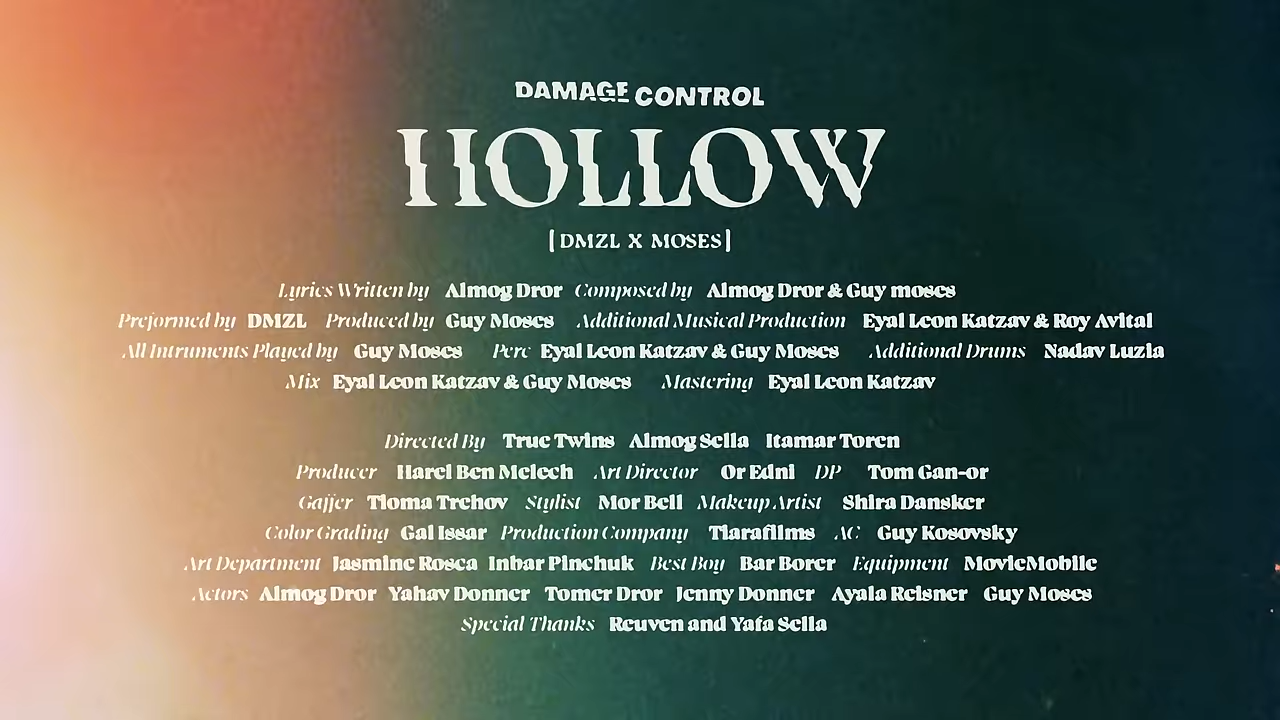 DAMAGE CONTROL
HOLLOW
[DMZL X MOSES]
Lyrics Written by Almog Dror Composed by Almog Dror & Guy moses
Preformed by DMZL Produced by Guy Moses Additional Musical Production Eyal Leon Katzav & Roy Avital
All Intruments Played by Guy Moses Perc Eyal Leon Katzav & Guy Moses Additional Drums Nadav Luzia
Mix Eyal Leon Katzav & Guy Moses Mastering Eyal Leon Katzav
Directed By True Twins Almog Sella Itamar Toren
Producer Harel Ben Melech Art Director Or Edni DP Tom Gan-or
Gaffer Tioma Trehov Stylist Mor Bell Makeup Artist Shira Dansker
Color Grading Gal Issar Production Company Tiarafilms AC Guy Kosovsky
Art Department Jasmine Rosca Inbar Pinchuk Best Boy Bar Borer Equipment MovieMobile
Actors Almog Dror Yahav Donner Tomer Dror Jenny Donner Ayala Reisner Guy Moses
Special Thanks Reuven and Yafa Sella